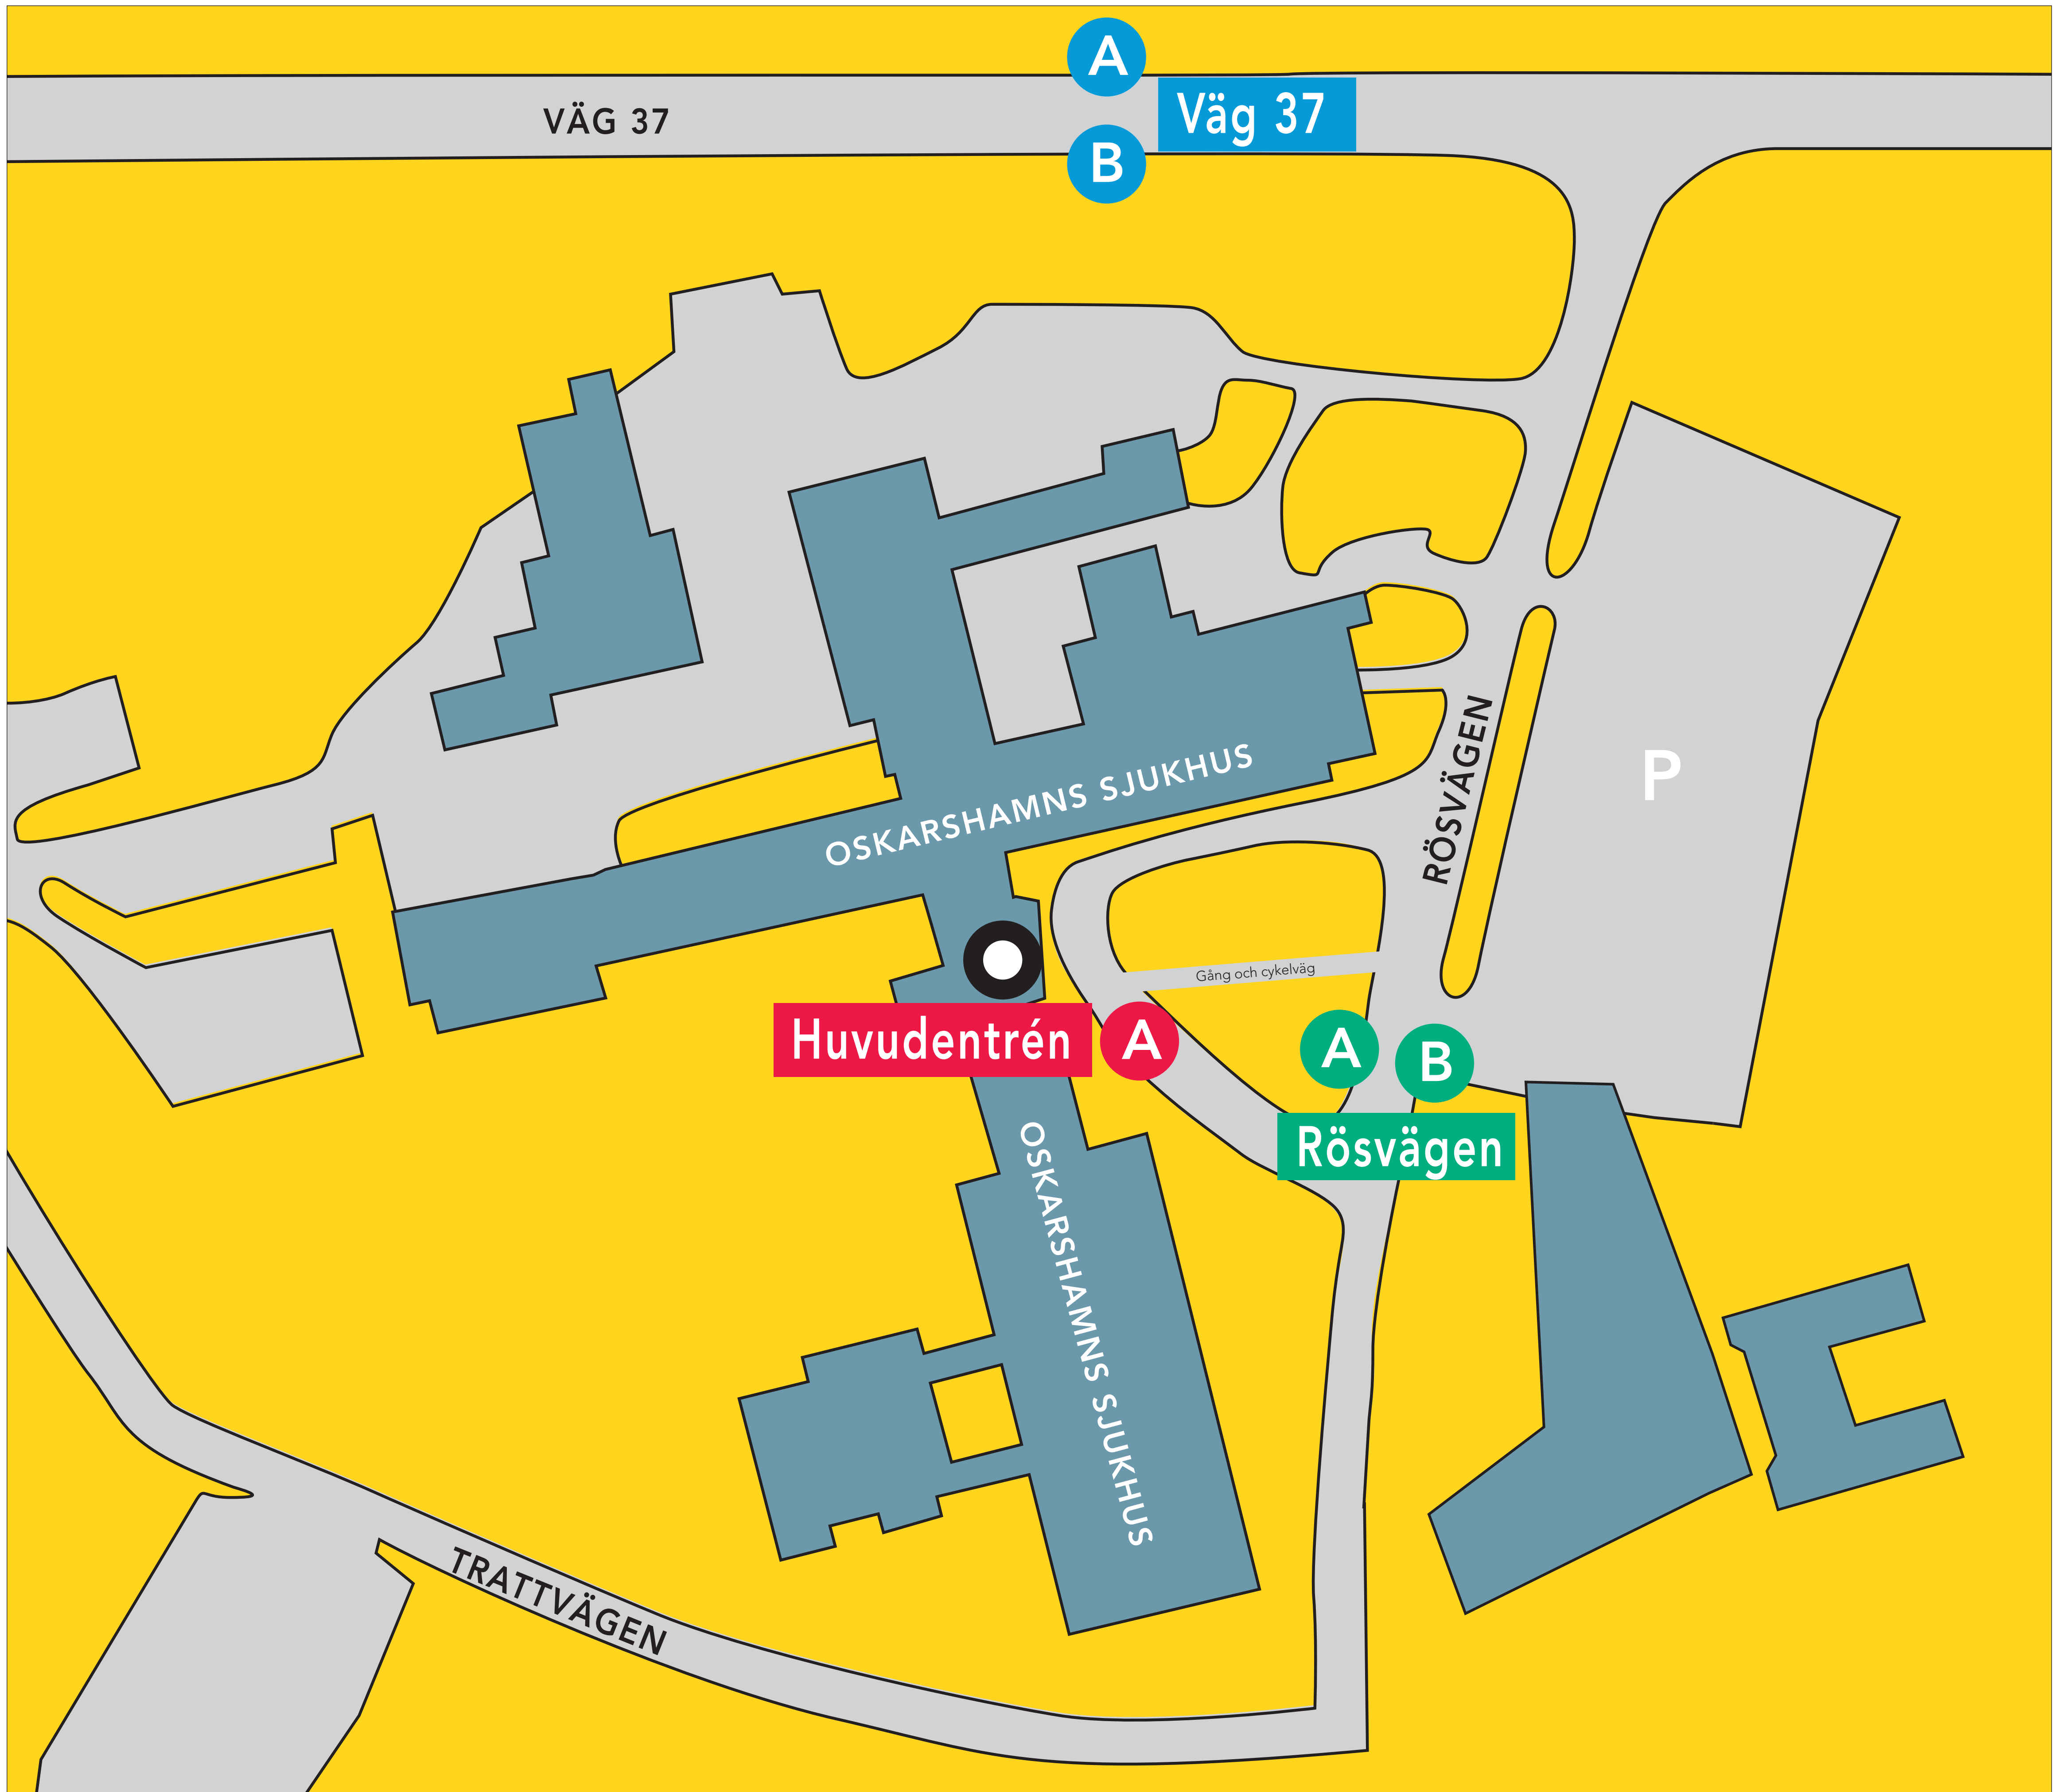 A
VÄG 37
Väg 37
B
OSKARSHAMNS SJUKHUS
RÖSVÄGEN
P
Gång och cykelväg
Huvudentrén
A
A
B
Rösvägen
OSKARSHAMNS SJUKHUS
TRATTVÄGEN